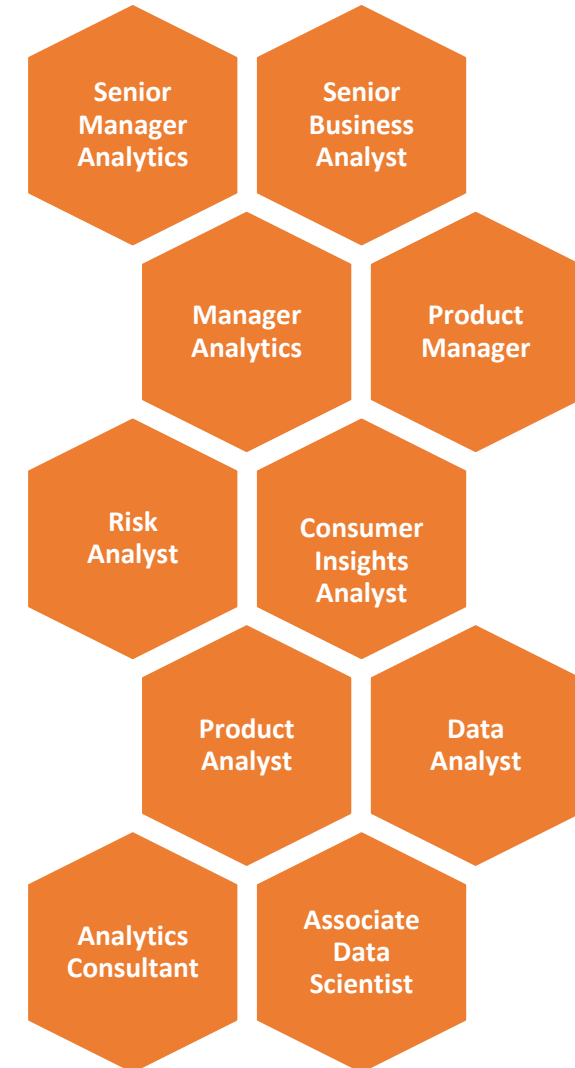 Senior
Manager
Analytics
Senior
Business
Analyst
Manager
Analytics
Product
Manager
Risk
Analyst
Consumer
Insights
Analyst
Product
Analyst
Data
Analyst
Analytics
Consultant
Associate
Data
Scientist